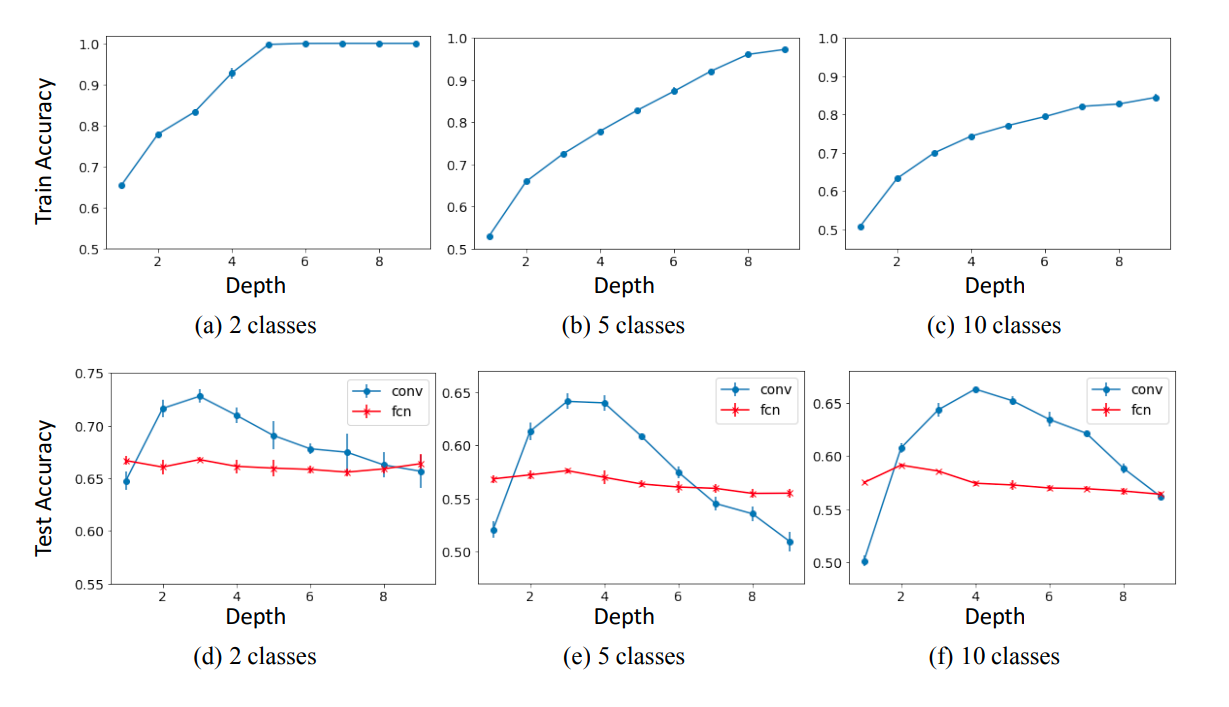 Train Accuracy
1.0
0.9
0.8
0.7
0.6
0.5
2 4 6 8
Depth
(a) 2 classes
1.0
0.9
0.8
0.7
0.6
0.5
2 4 6 8
Depth
(b) 5 classes
1.0
0.9
0.8
0.7
0.6
0.5
2 4 6 8
Depth
(c) 10 classes
Test Accuracy
0.75
0.70
0.65
0.60
0.55
conv
fcn
2 4 6 8
Depth
(d) 2 classes
0.65
0.60
0.55
0.50
conv
fcn
2 4 6 8
Depth
(e) 5 classes
0.65
0.60
0.55
0.50
conv
fcn
2 4 6 8
Depth
(f) 10 classes